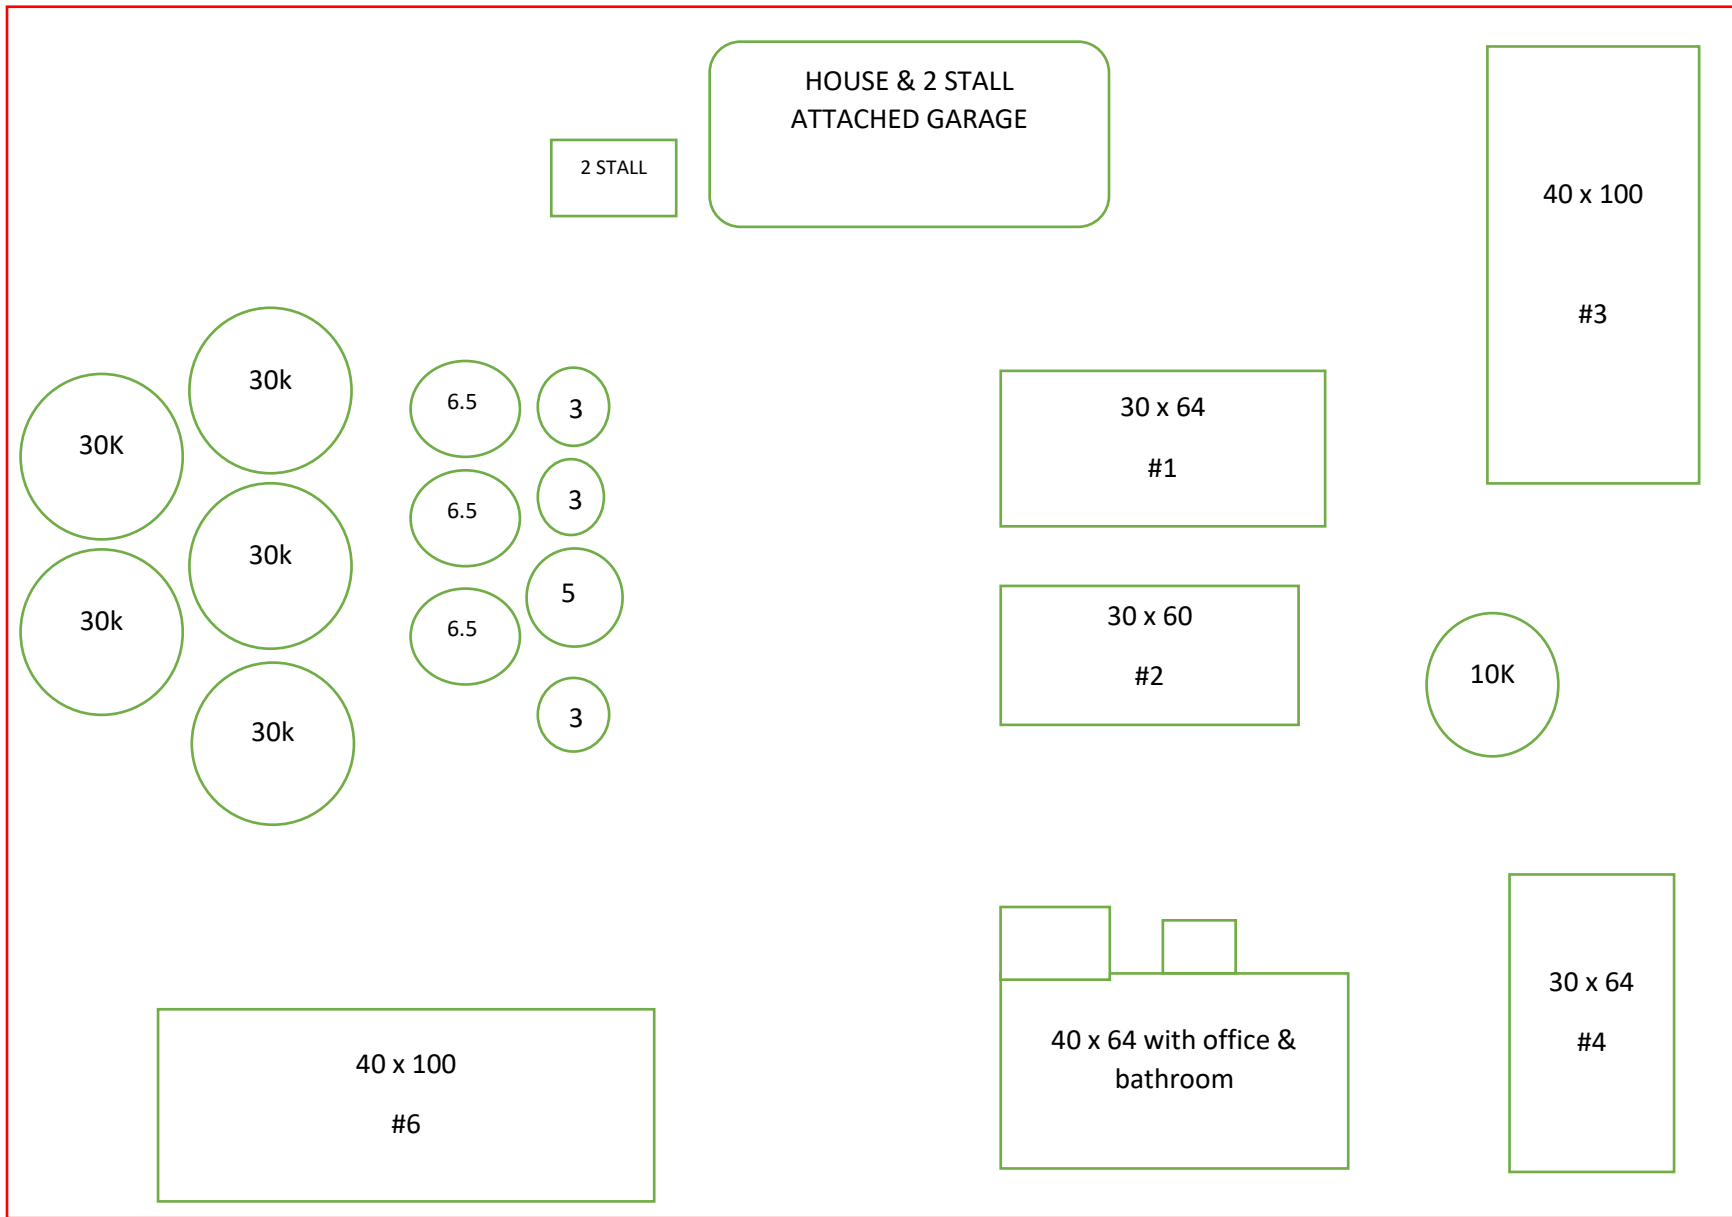 HOUSE & 2 STALL
ATTACHED GARAGE
2 STALL
40 x 100
#3
30k
30K
6.5
3
30 x 64
#1
6.5
3
30k
5
30k
6.5
30 x 60
#2
10K
3
30k
30 x 64
#4
40 x 64 with office &
bathroom
40 x 100
#6